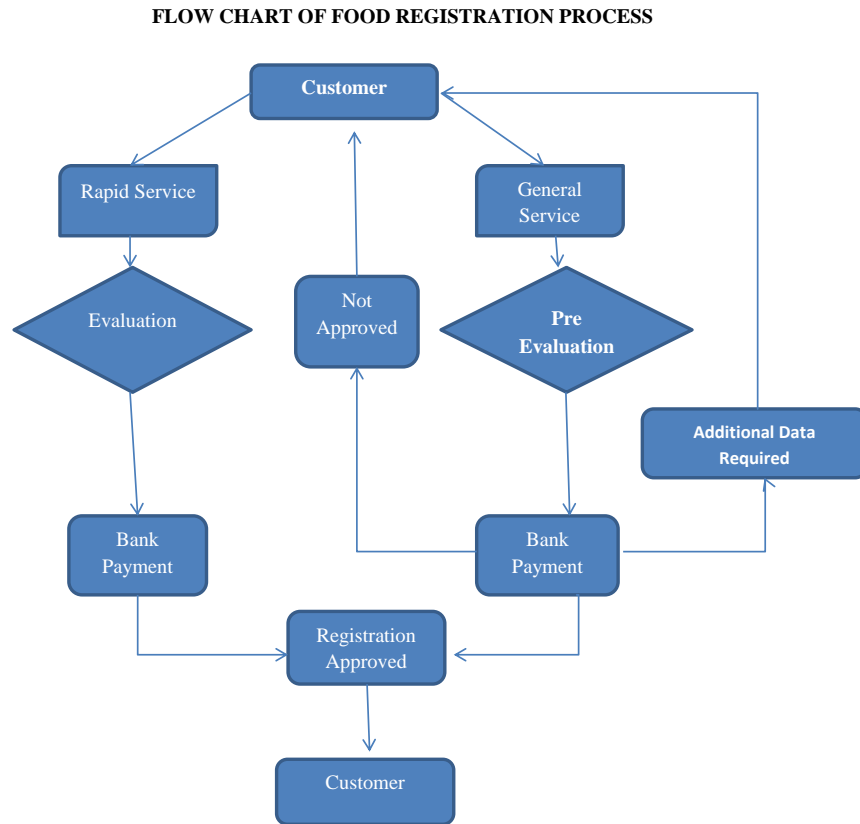 FLOW CHART OF FOOD REGISTRATION PROCESS
Customer
Rapid Service
General
Service
Evaluation
Not
Approved
Pre
Evaluation
Additional Data
Required
Bank
Payment
Bank
Payment
Registration
Approved
Customer